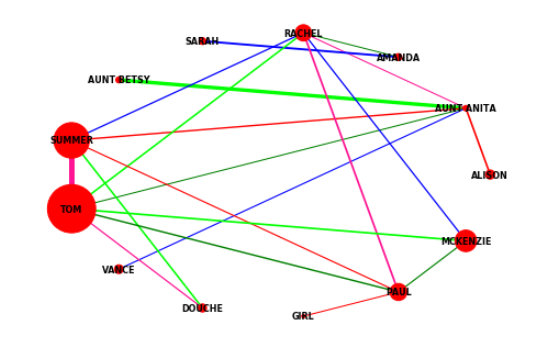 RACHEL
SARAH
AMANDA
AUNT BETSY
AUNT ANITA
SUMMER
ALISON
TOM
MCKENZIE
VANCE
PAUL
DOUCHE
GIRL